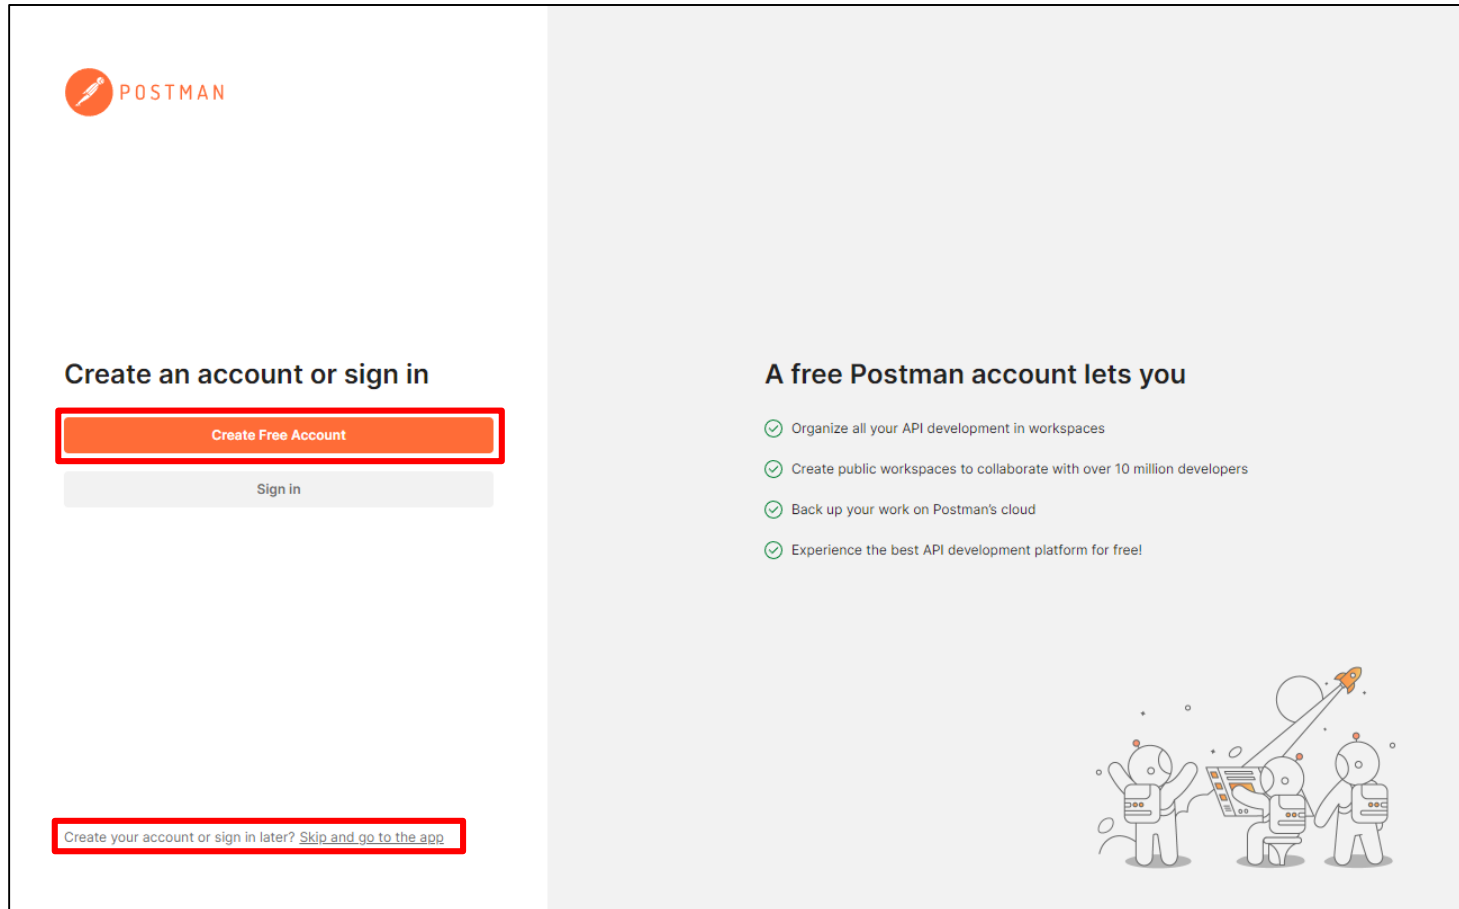 POSTMAN
Create an account or sign in
Create Free Account
Sign in
Create your account or sign in later? Skip and go to the app
A free Postman account lets you
Organize all your API development in workspaces
Create public workspaces to collaborate with over 10 million developers
Back up your work on Postman's cloud
Experience the best API development platform for free!